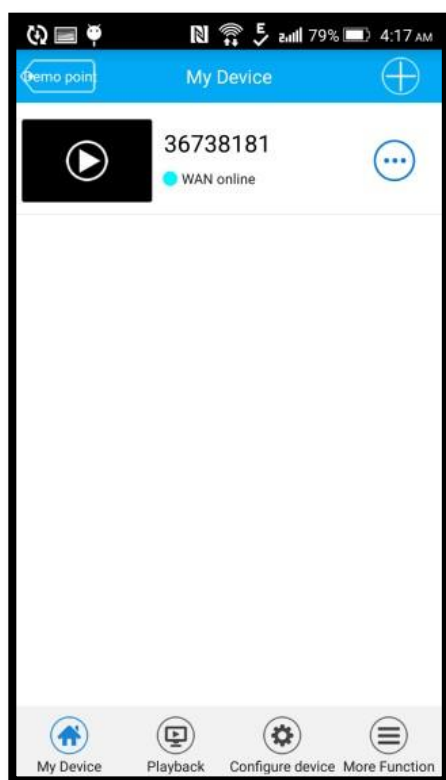 79% 4:17 AM
Demo point My Device
36738181
WAN online
My Device Playback Configure device More Function